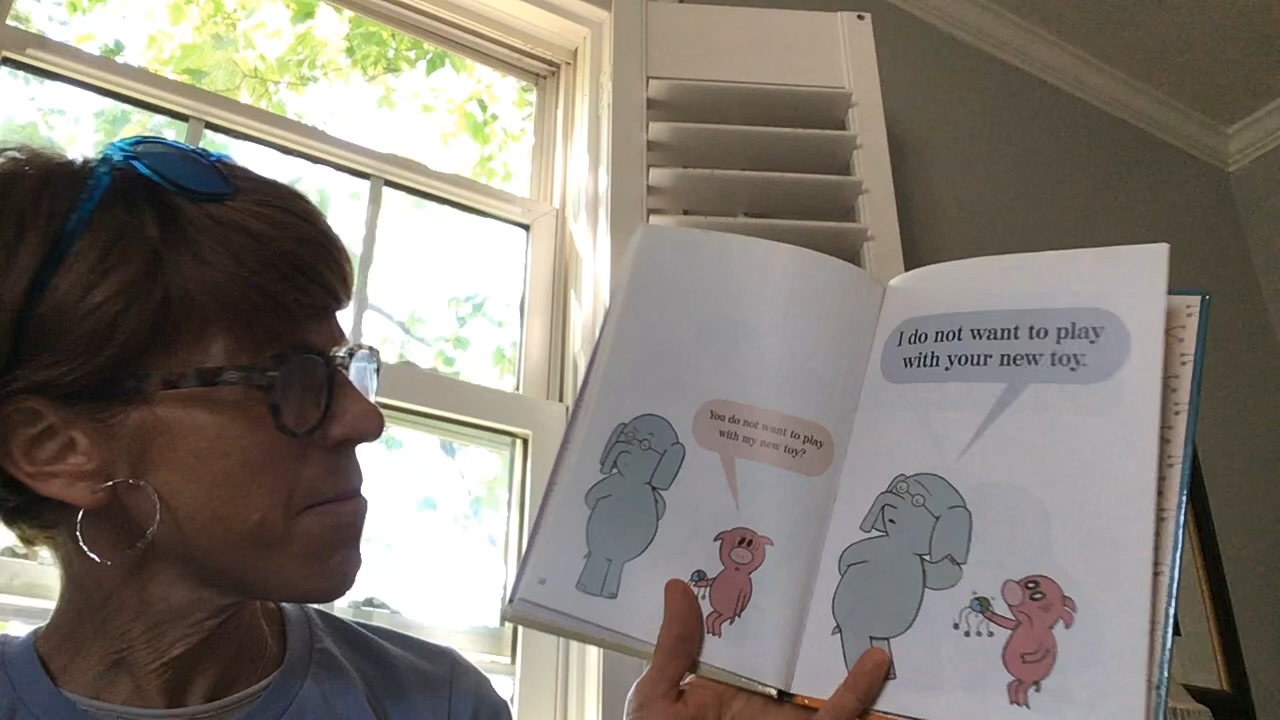 You do not want to play
with my new toy?
I do not want to play
with your new toy.